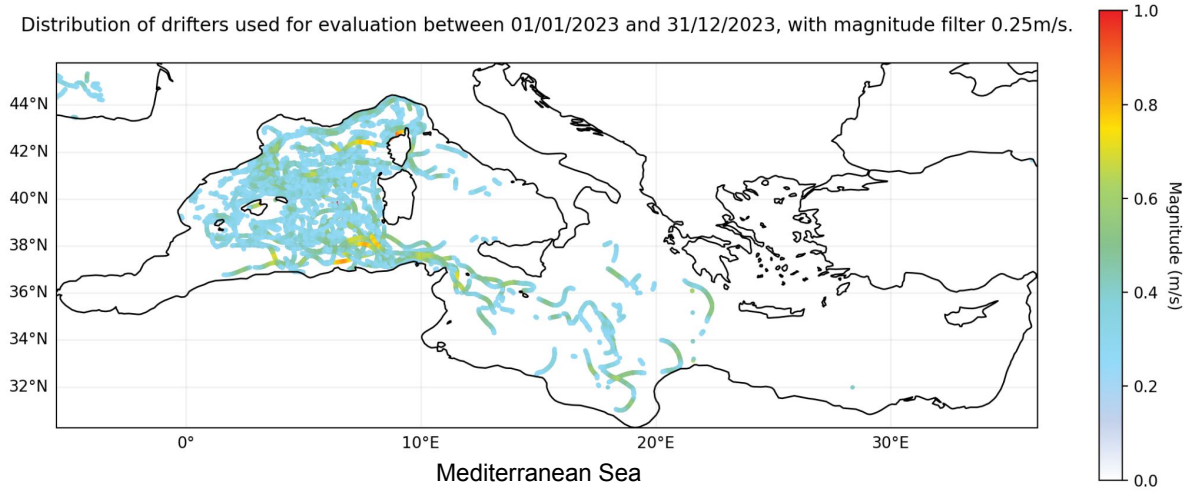 Distribution of drifters used for evaluation between 01/01/2023 and 31/12/2023, with magnitude filter 0.25m/s.
1.0
44°N
0.8
42°N
40°N
0.6
38°N
36°N
0.4
34°N
0.2
32°N
0.0
Magnitude (m/s)
0°
10°E
20°E
30°E
Mediterranean Sea